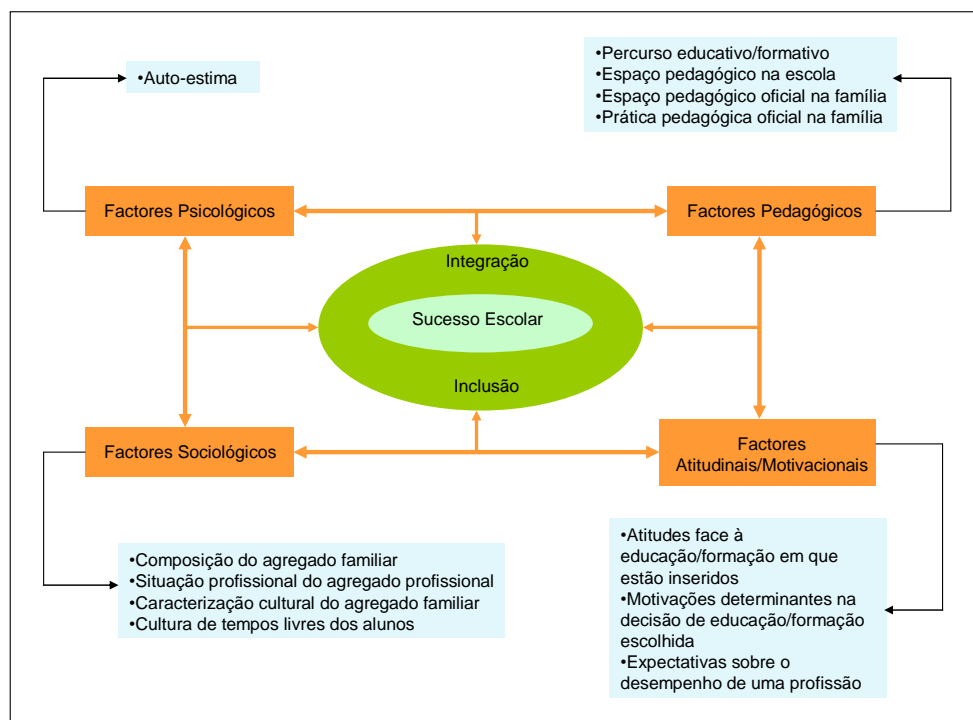 •Auto-estima
•Percurso educativo/formativo
•Espaço pedagógico na escola
•Espaço pedagógico oficial na família
•Prática pedagógica oficial na família
Factores Psicológicos
Factores Pedagógicos
Integração
Sucesso Escolar
Inclusão
Factores Sociológicos
Factores
Atitudinais/Motivacionais
•Composição do agregado familiar
•Situação profissional do agregado profissional
•Caracterização cultural do agregado familiar
•Cultura de tempos livres dos alunos
•Atitudes face à
educação/formação em que
estão inseridos
•Motivações determinantes na
decisão de educação/formação
escolhida
•Expectativas sobre o
desempenho de uma profissão